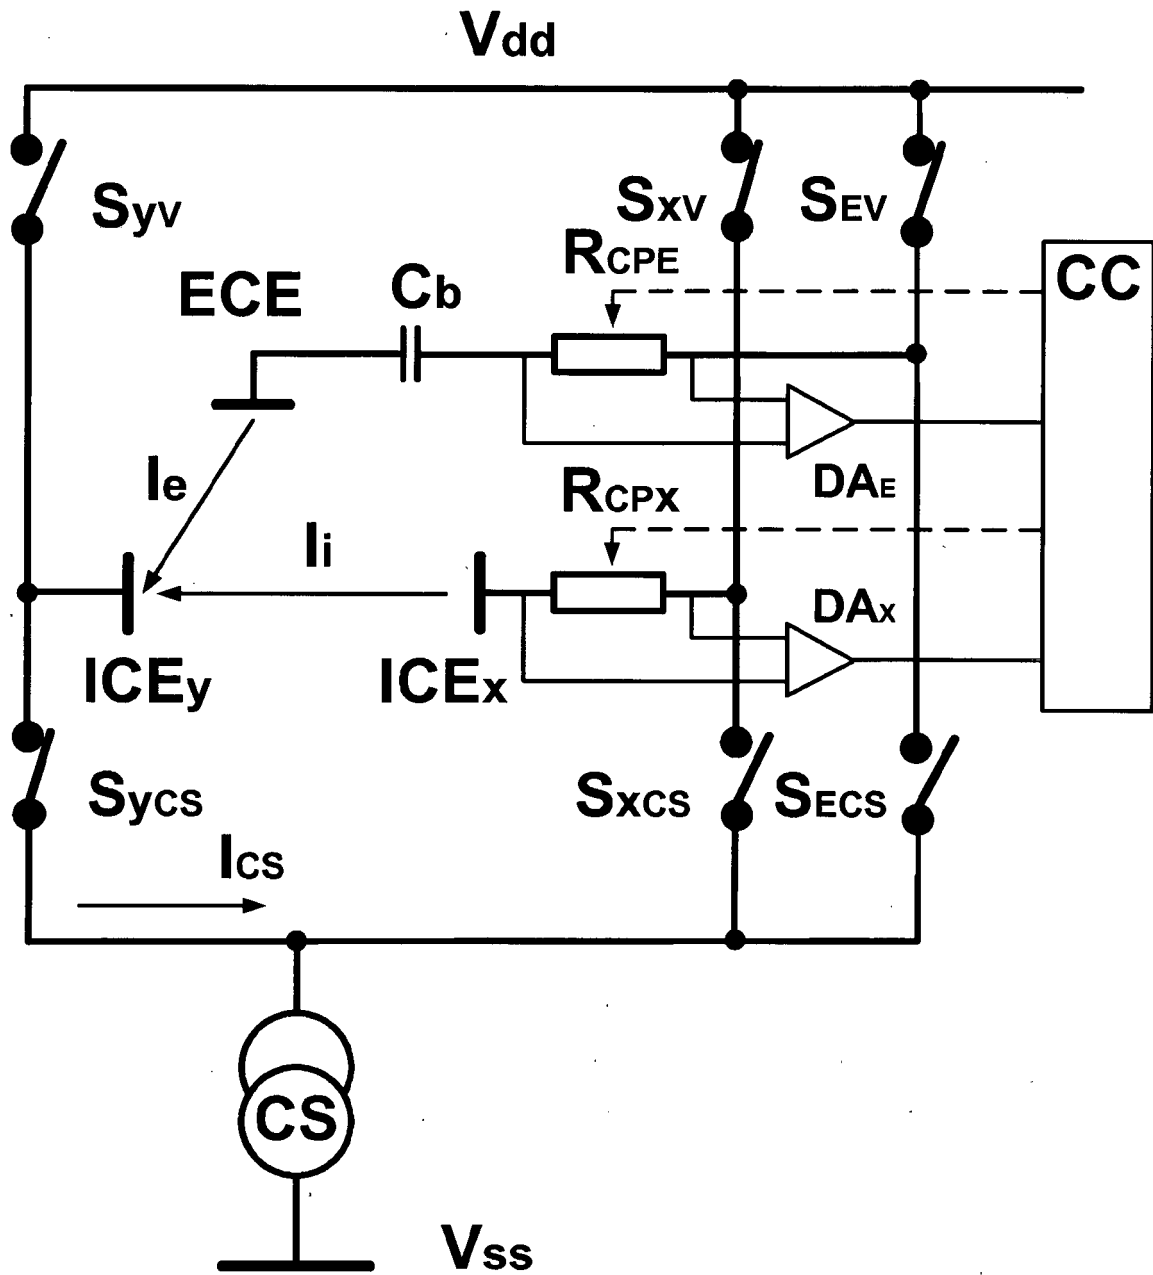 Vdd
SyV
SxV
SEV
RCPE
CC
ECE
Cb
Ie
DAE
RCPx
Ii
DAX
ICEy
ICEx
SyCS
SxCS
SECS
ICS
CS
Vss